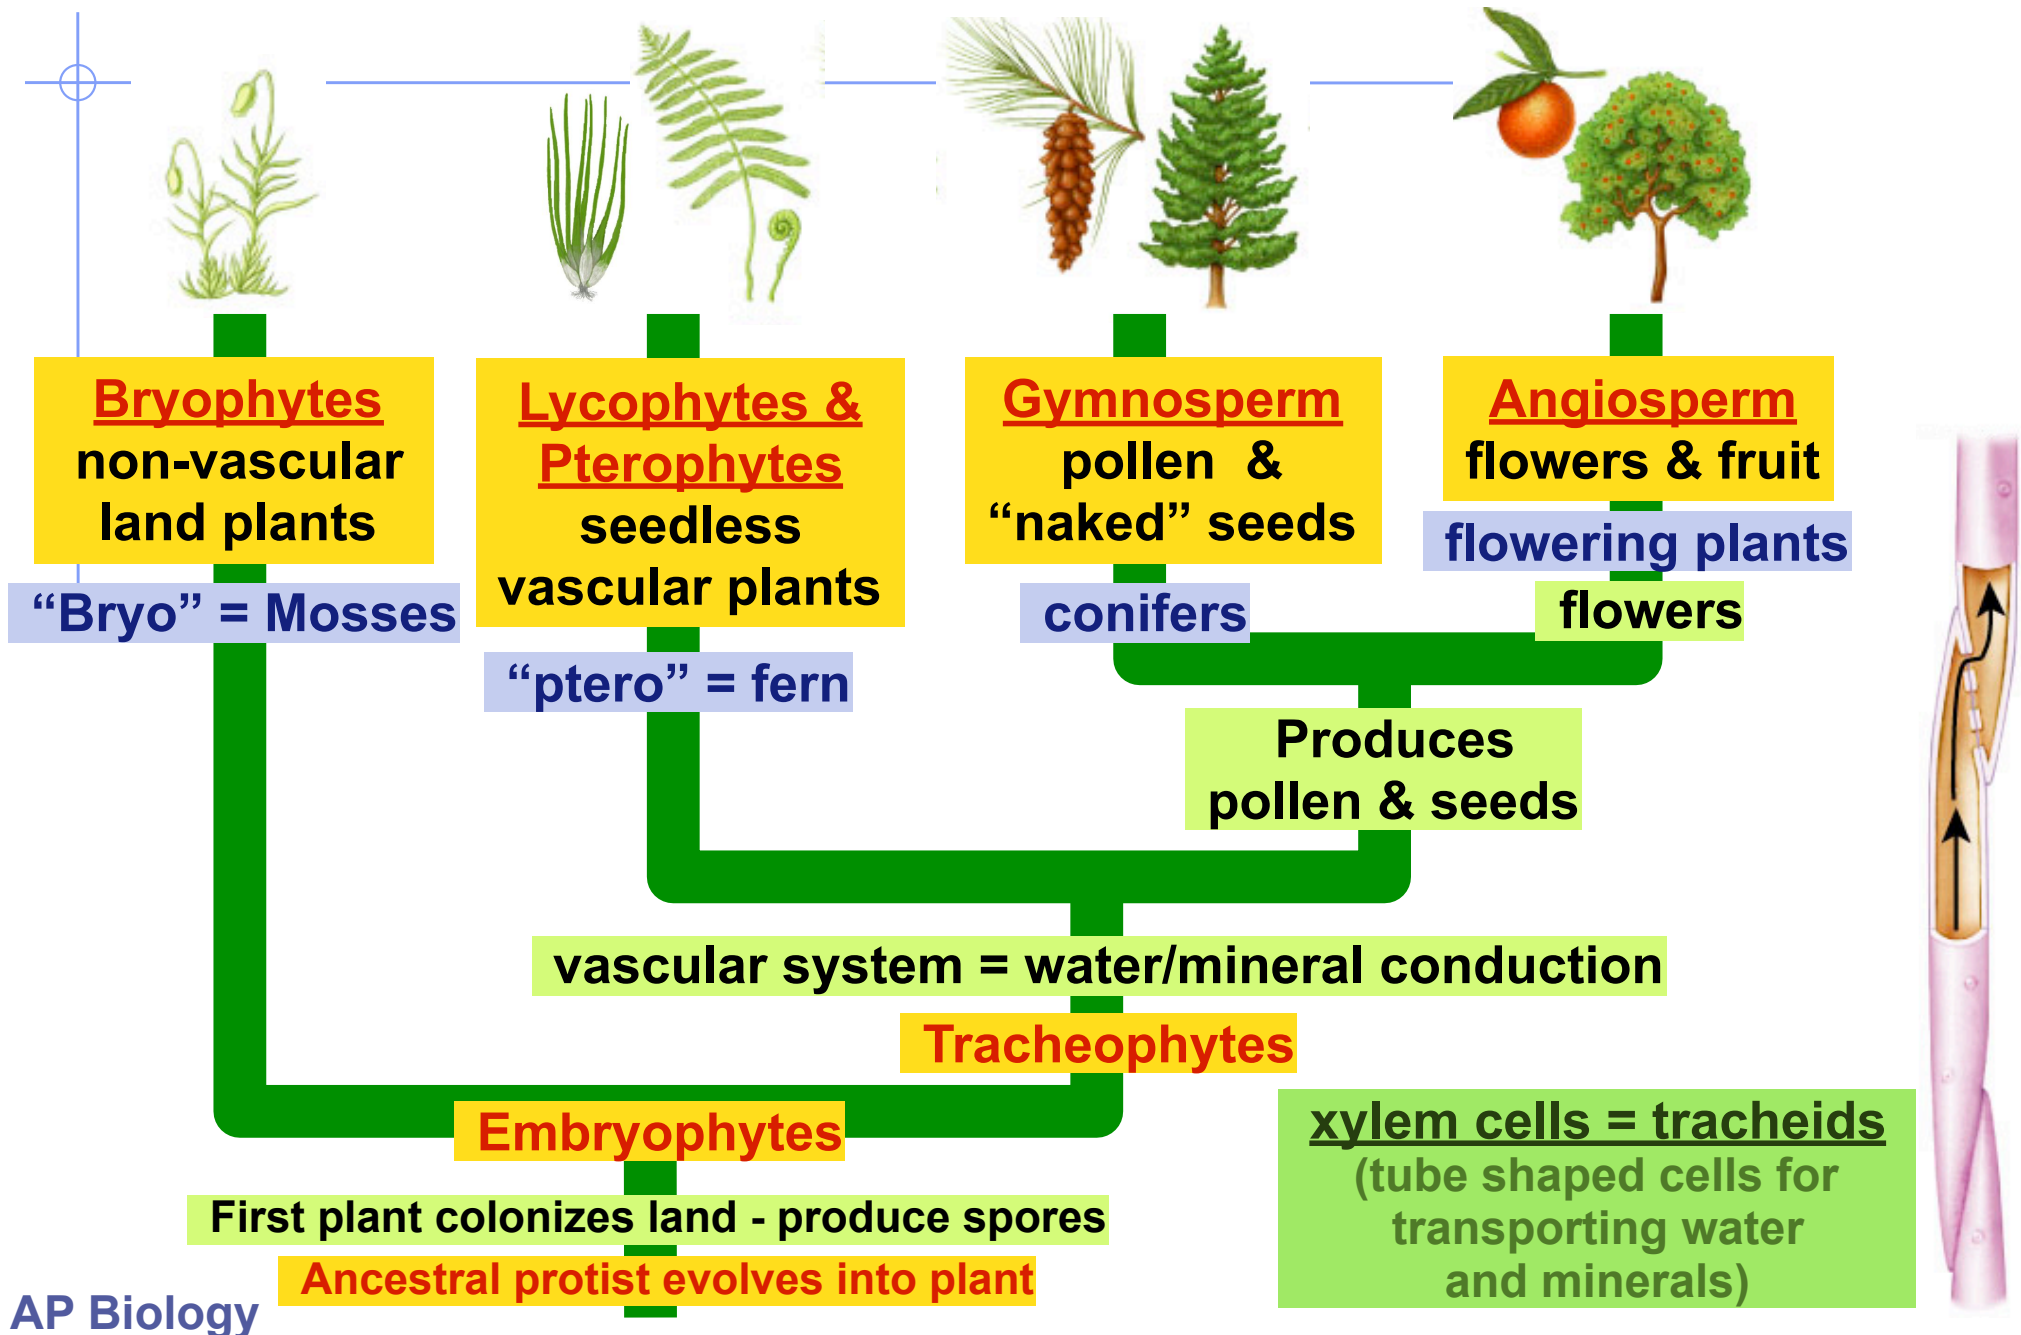 Bryophytes
non-vascular
land plants
“Bryo” = Mosses
Lycophytes &
Pterophytes
seedless
vascular plants
“ptero” = fern
Gymnosperm
pollen &
“naked” seeds
conifers
Angiosperm
flowers & fruit
flowering plants
flowers
Produces
pollen & seeds
vascular system = water/mineral conduction
Tracheophytes
Embryophytes
First plant colonizes land - produce spores
Ancestral protist evolves into plant
xylem cells = tracheids
(tube shaped cells for
transporting water
and minerals)
AP Biology